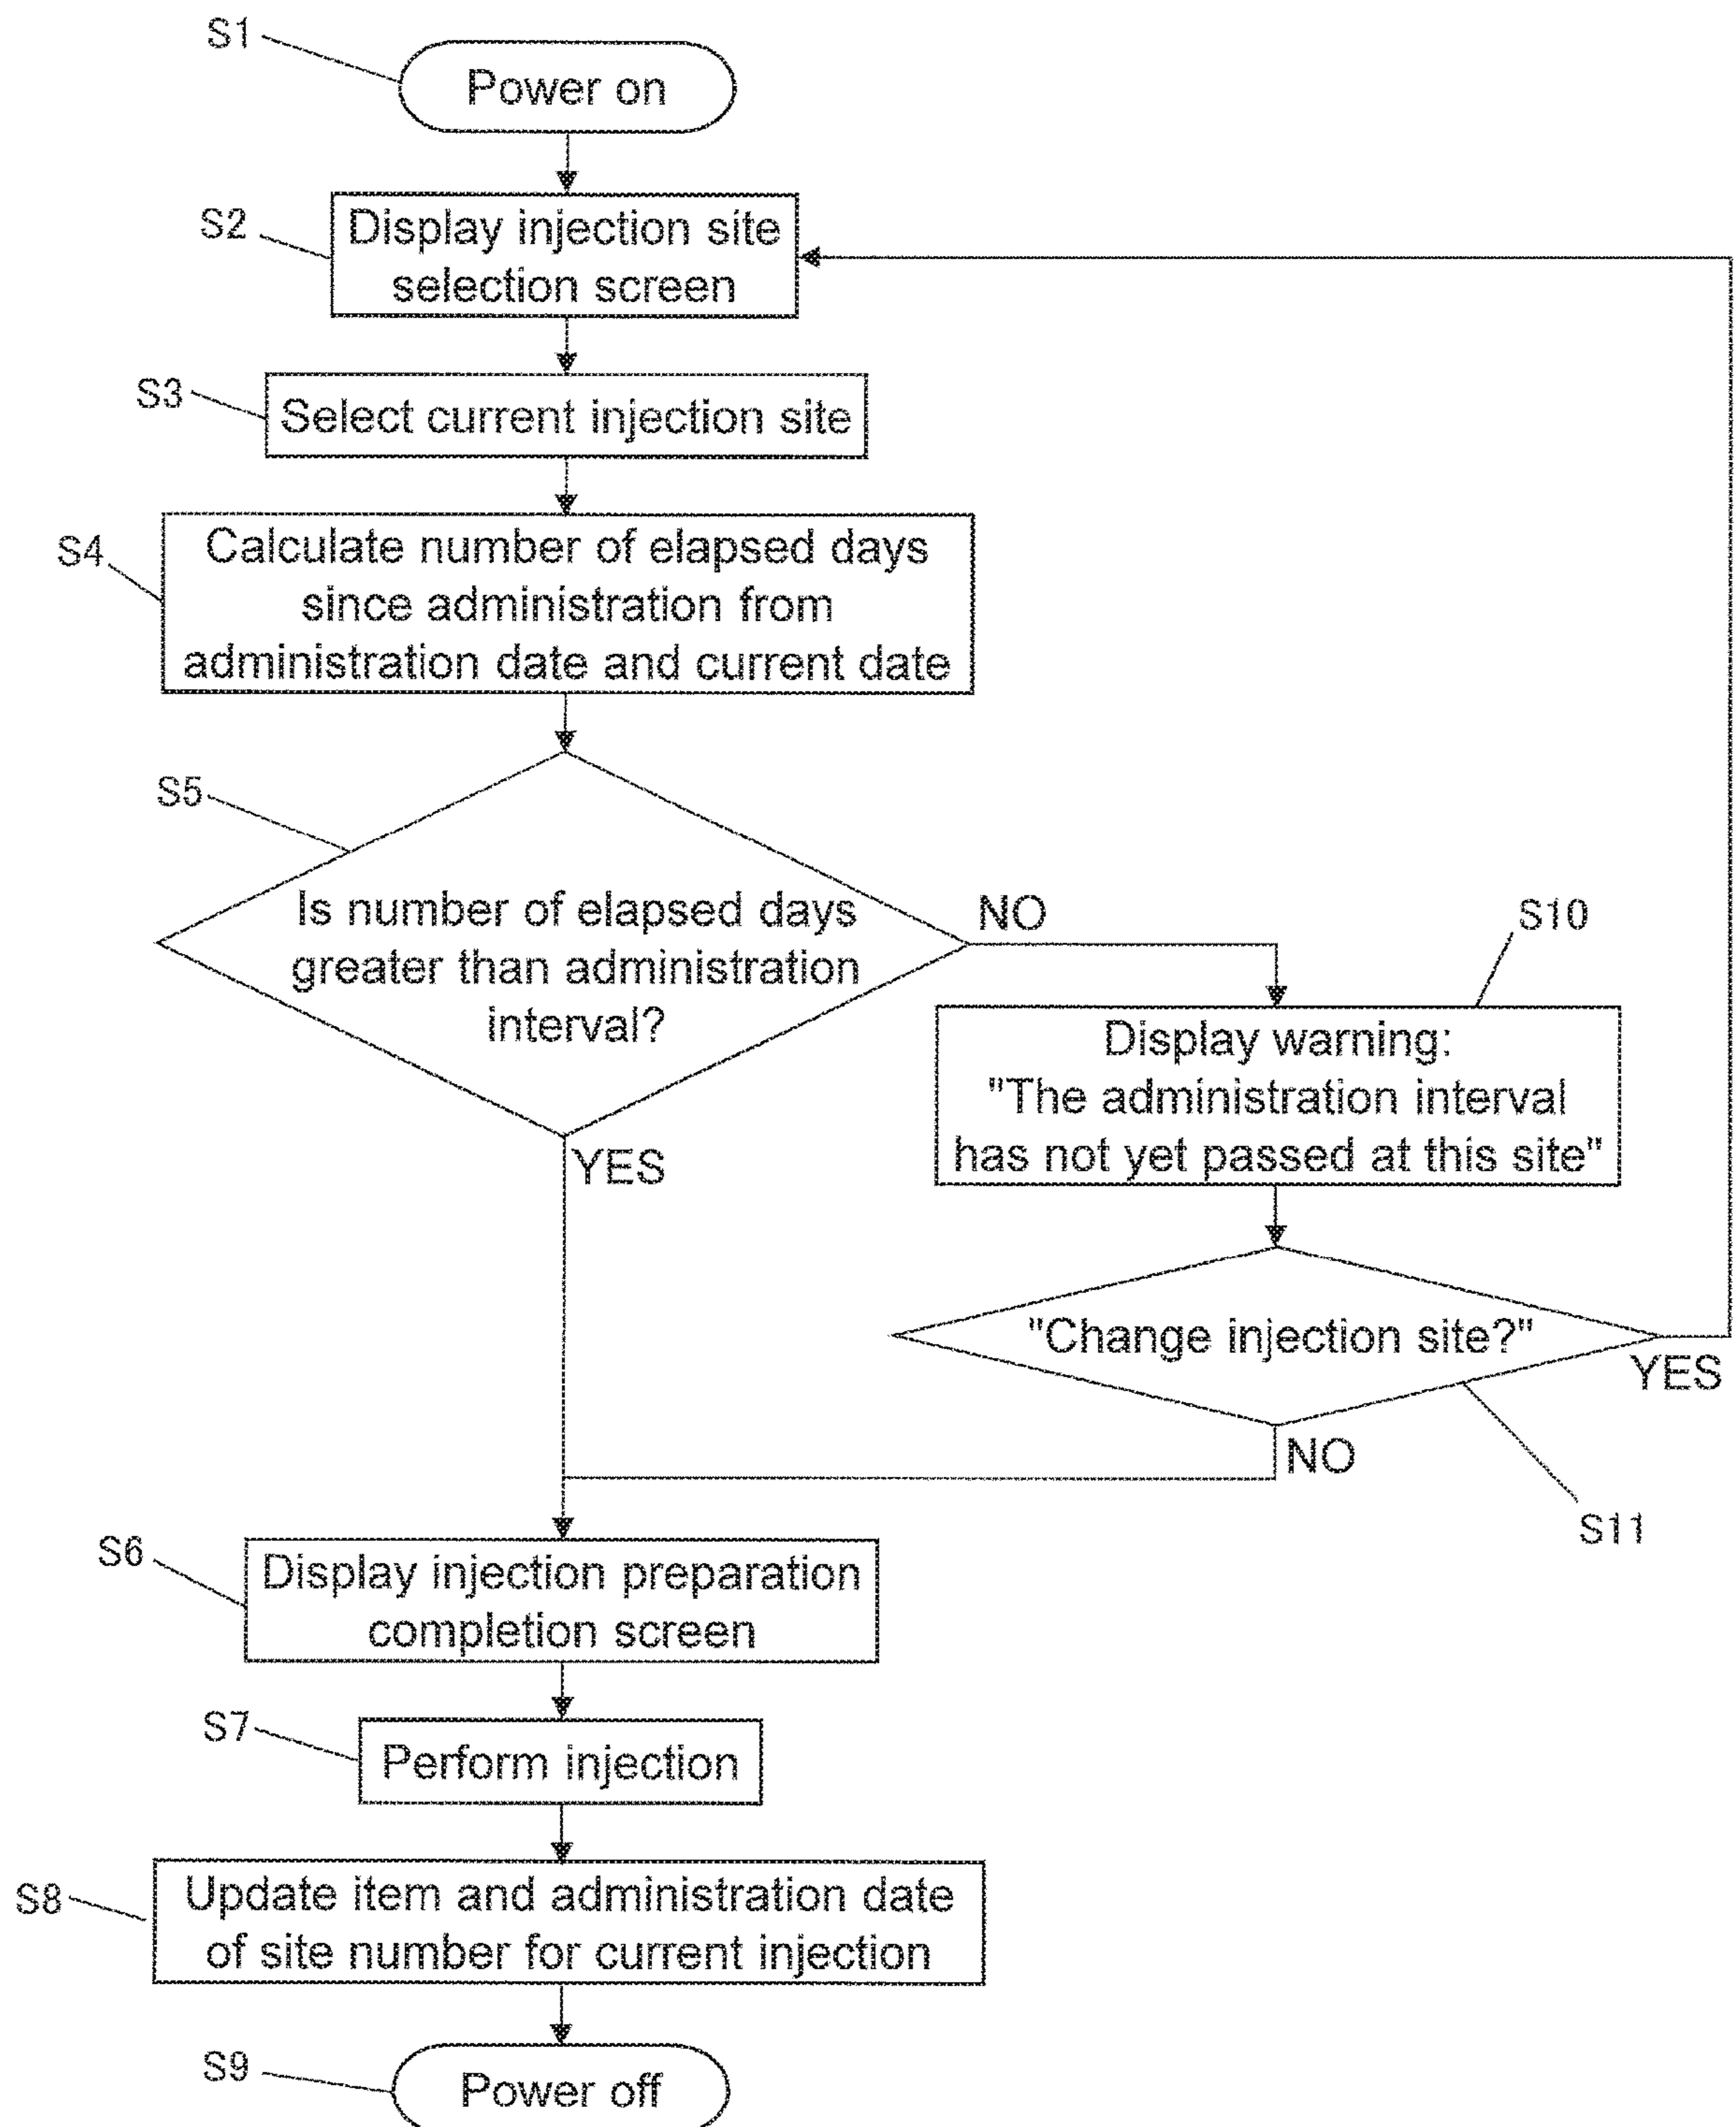 S1
Power on
S2
Display injection site
selection screen
S3
Select current injection site
S4
Calculate number of elapsed days
since administration from
administration date and current date
S5
Is number of elapsed days
greater than administration
interval?
NO
YES
S10
Display warning:
"The administration interval
has not yet passed at this site"
"Change injection site?"
YES
NO
S11
S6
Display injection preparation
completion screen
S7
Perform injection
S8
Update item and administration date
of site number for current injection
S9
Power off